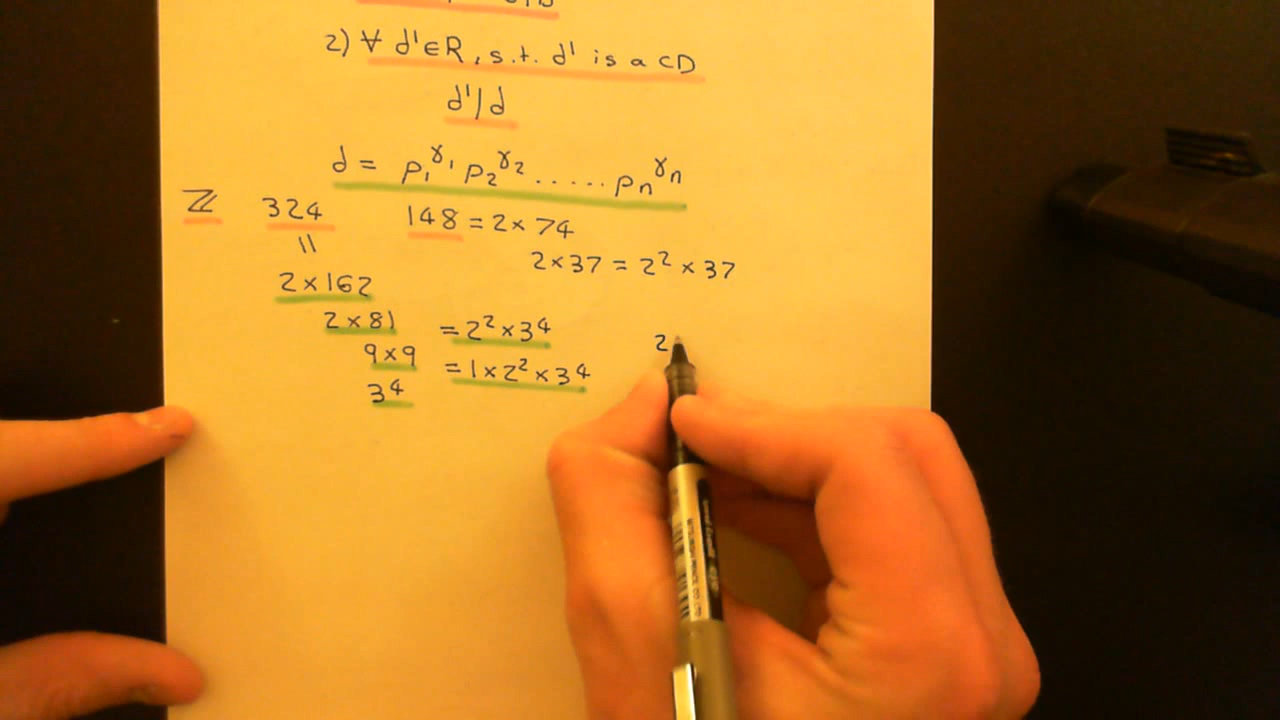 2) ∀ d'∈R, s.t. d' is a CD
d'/d
d = p₁^γ₁ p₂^γ₂ ..... pₙ^γₙ
ℤ 324 148 = 2 × 74
|| 2 × 37 = 2² × 37
2 × 162
2 × 81 = 2² × 3⁴
9 × 9 = 1 × 2² × 3⁴
3⁴
2